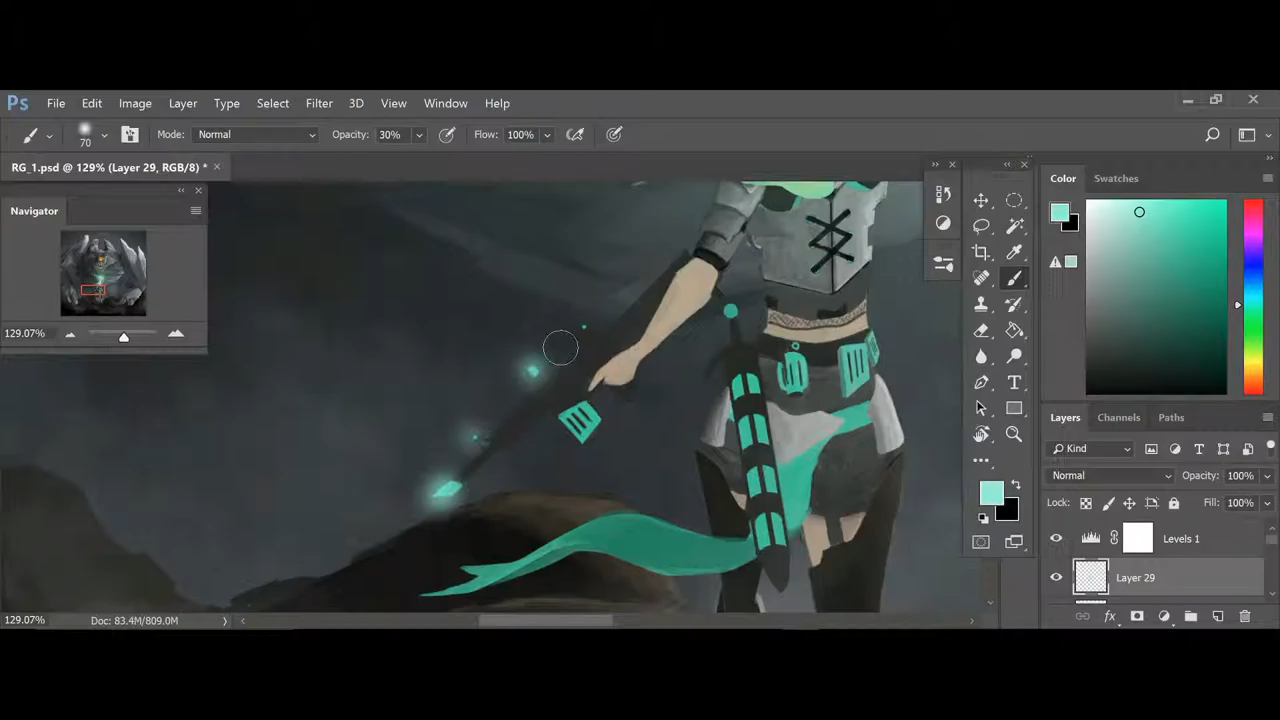 Ps File Edit Image Layer Type Select Filter 3D View Window Help
70 Mode: Normal Opacity: 30% Flow: 100%
RG_1.psd @ 129% (Layer 29, RGB/8) *
Navigator
129.07%
Color Swatches
Layers Channels Paths
Kind
Normal Opacity: 100%
Lock: Fill: 100%
Levels 1
Layer 29
129.07% Doc: 83.4M/809.0M